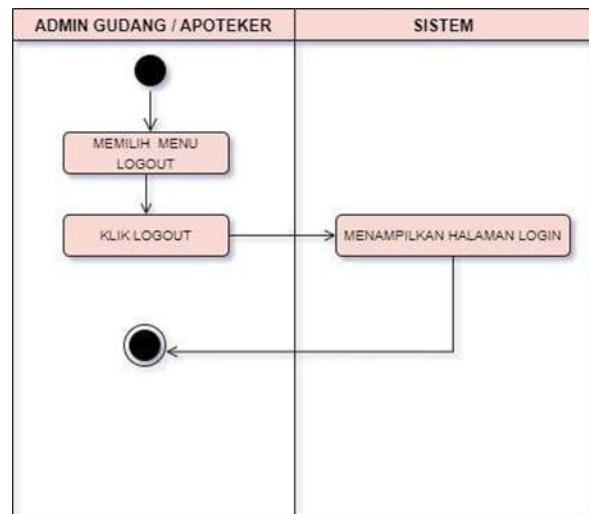 ADMIN GUDANG / APOTEKER
SISTEM
MEMILIH MENU
LOGOUT
KLIK LOGOUT
MENAMPILKAN HALAMAN LOGIN